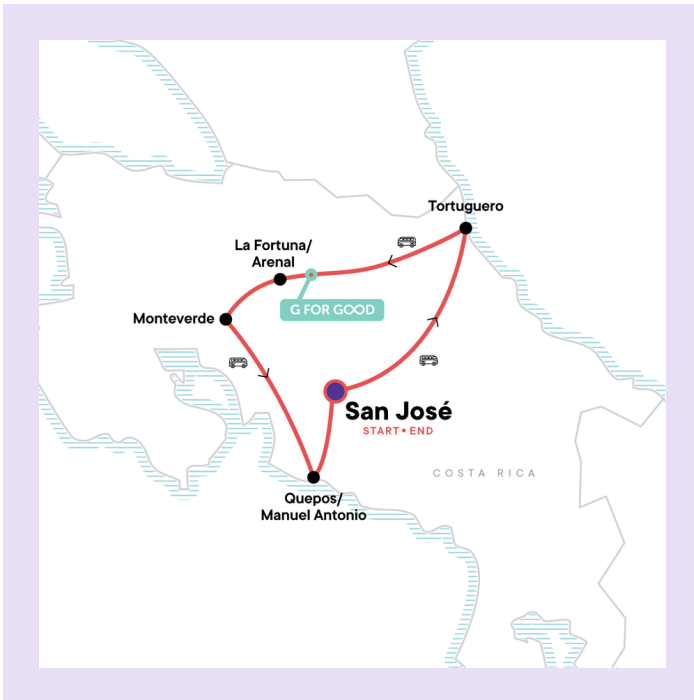 Tortuguero
La Fortuna/
Arenal
G FOR GOOD
Monteverde
San José
START • END
COSTA RICA
Quepos/
Manuel Antonio